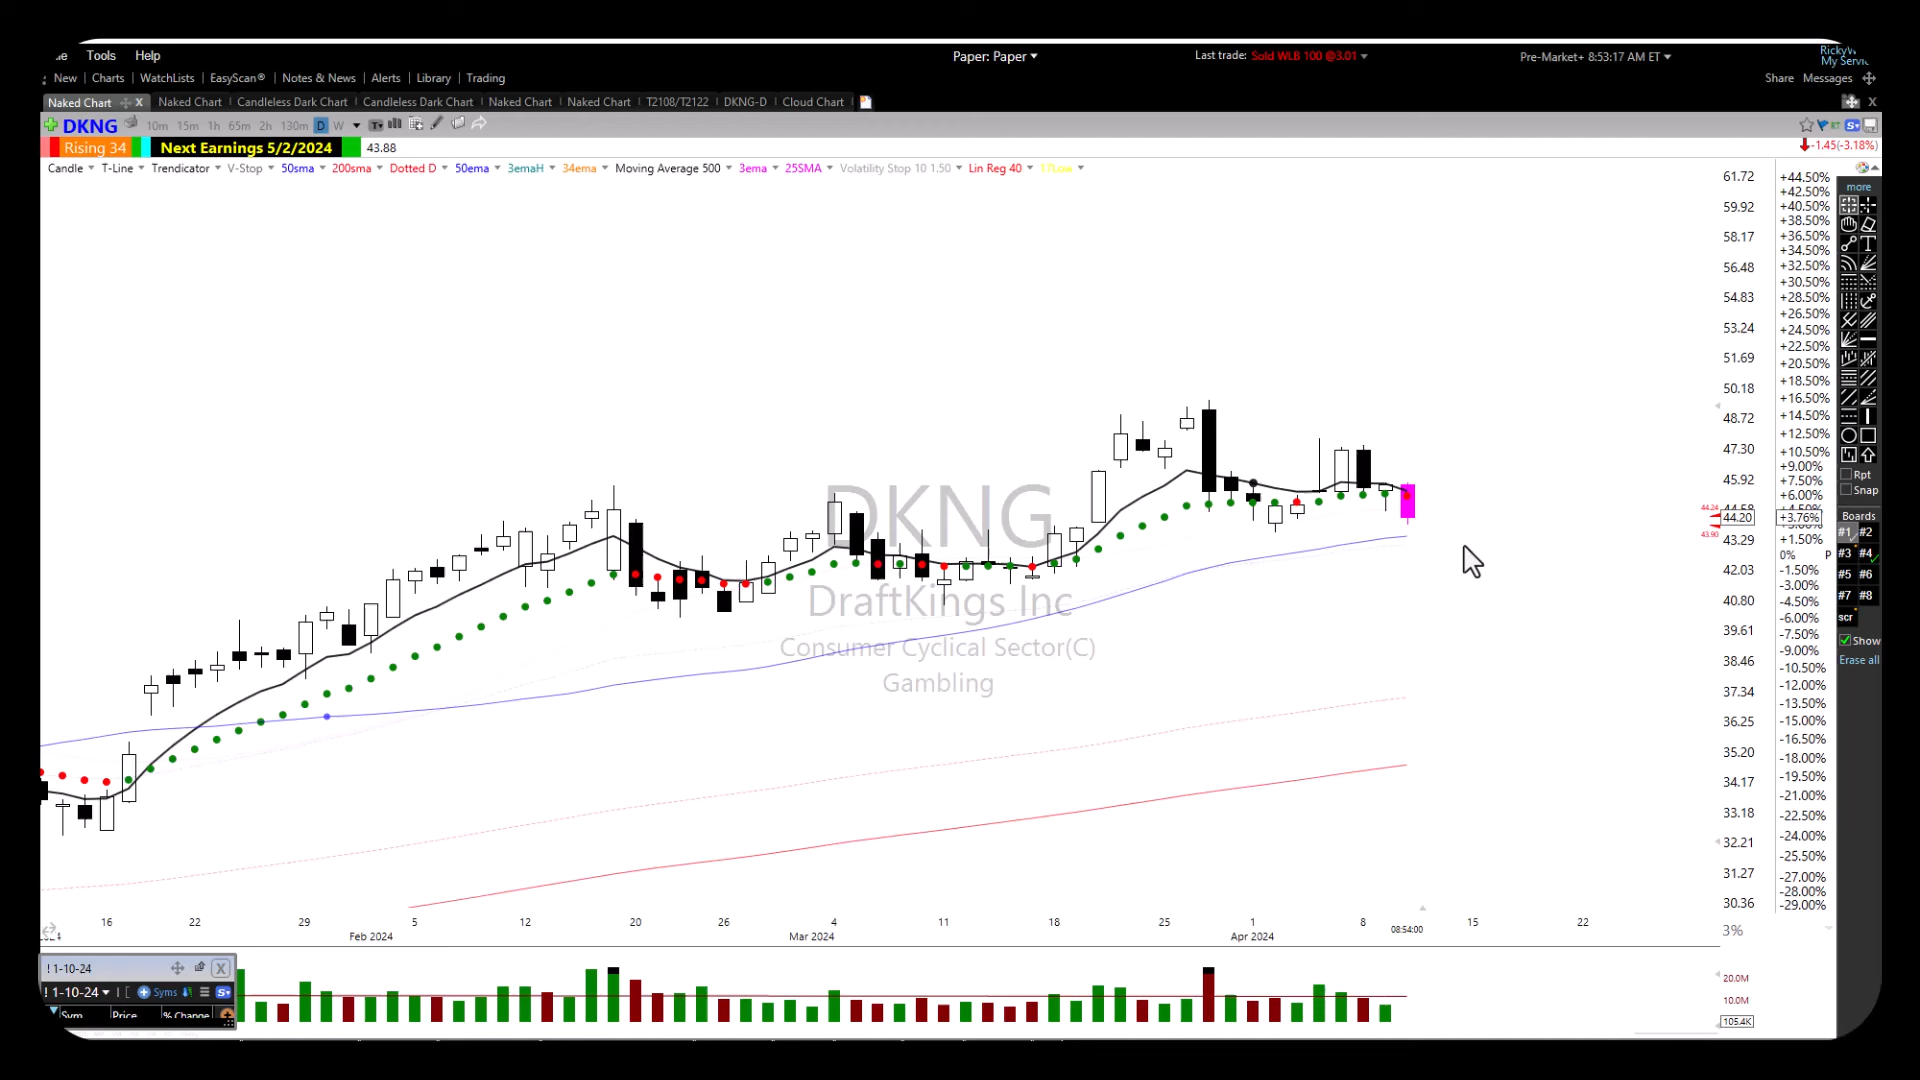 Tools Help
Paper: Paper
Last trade: Sold WLB 100 @3.01
Pre-Market+ 8:53:17 AM ET
New | Charts | WatchLists | EasyScan® | Notes & News | Alerts | Library | Trading
Share Messages
Naked Chart X Naked Chart | Candleless Dark Chart | Candleless Dark Chart | Naked Chart | Naked Chart | T2108/T2122 | DKNG-D | Cloud Chart
DKNG 10m 15m 1h 65m 2h 130m D W
Rising 34 Next Earnings 5/2/2024 43.88
-1.45(-3.18%)
Candle T-Line Trendicator V-Stop 50sma 200sma Dotted D 50ema 3emaH 34ema Moving Average 500 3ema 25SMA Volatility Stop 10 1.50 Lin Reg 40 17Low
more
61.72
59.92
58.17
56.48
54.83
53.24
51.69
50.18
48.72
47.30
45.92
44.58
44.24
44.20
43.90
43.29
42.03
40.80
39.61
38.46
37.34
36.25
35.20
34.17
33.18
32.21
31.27
30.36
+44.50%
+42.50%
+40.50%
+38.50%
+36.50%
+34.50%
+32.50%
+30.50%
+28.50%
+26.50%
+24.50%
+22.50%
+20.50%
+18.50%
+16.50%
+14.50%
+12.50%
+10.50%
+9.00%
+7.50%
+6.00%
+3.76%
+1.50%
0% P
-1.50%
-3.00%
-4.50%
-6.00%
-7.50%
-9.00%
-10.50%
-12.00%
-13.50%
-15.00%
-16.50%
-18.00%
-19.50%
-21.00%
-22.50%
-24.00%
-25.50%
-27.00%
-28.00%
-29.00%
Rpt
Snap
Boards
#1 #2
#3 #4
#5 #6
#7 #8
scr
Show
Erase all
DKNG
DraftKings Inc
Consumer Cyclical Sector(C)
Gambling
16 22 29 5 12 20 26 4 11 18 25 1 8 15 22
Feb 2024 Mar 2024 Apr 2024 08:54:00
3%
! 1-10-24 X
! 1-10-24 Syms
Sym Price % Change
20.0M
10.0M
105.4K